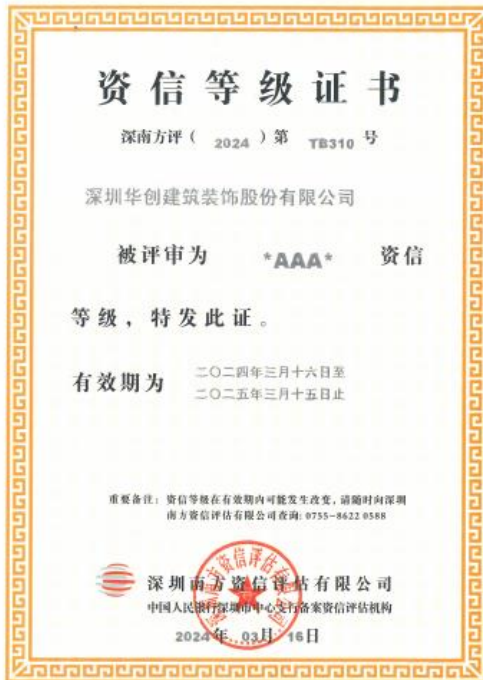 资信等级证书
深南方评（ 2024 ）第 TB310 号
深圳华创建筑装饰股份有限公司
被评审为 *AAA* 资信
等级，特发此证。
有效期为 二〇二四年三月十六日至
二〇二五年三月十五日止
重要备注：资信等级在有效期内可能发生改变，请随时向深圳
南方资信评估有限公司查询: 0755-8622 0588
深圳南方资信评估有限公司
中国人民银行深圳市中心支行备案资信评估机构
2024年 03月 16日